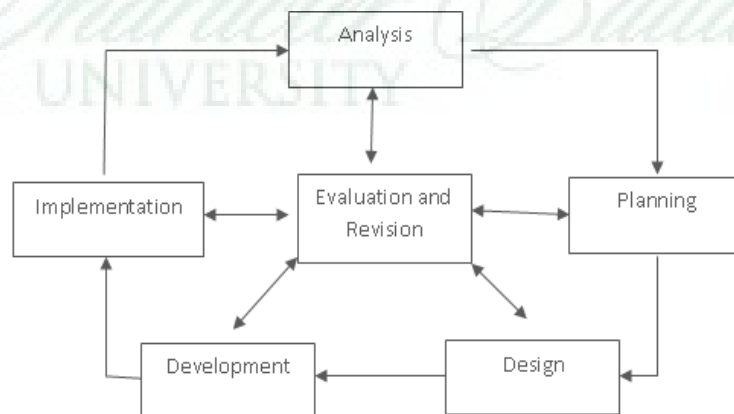 UNIVERSITY
Analysis
Implementation
Evaluation and
Revision
Planning
Development
Design